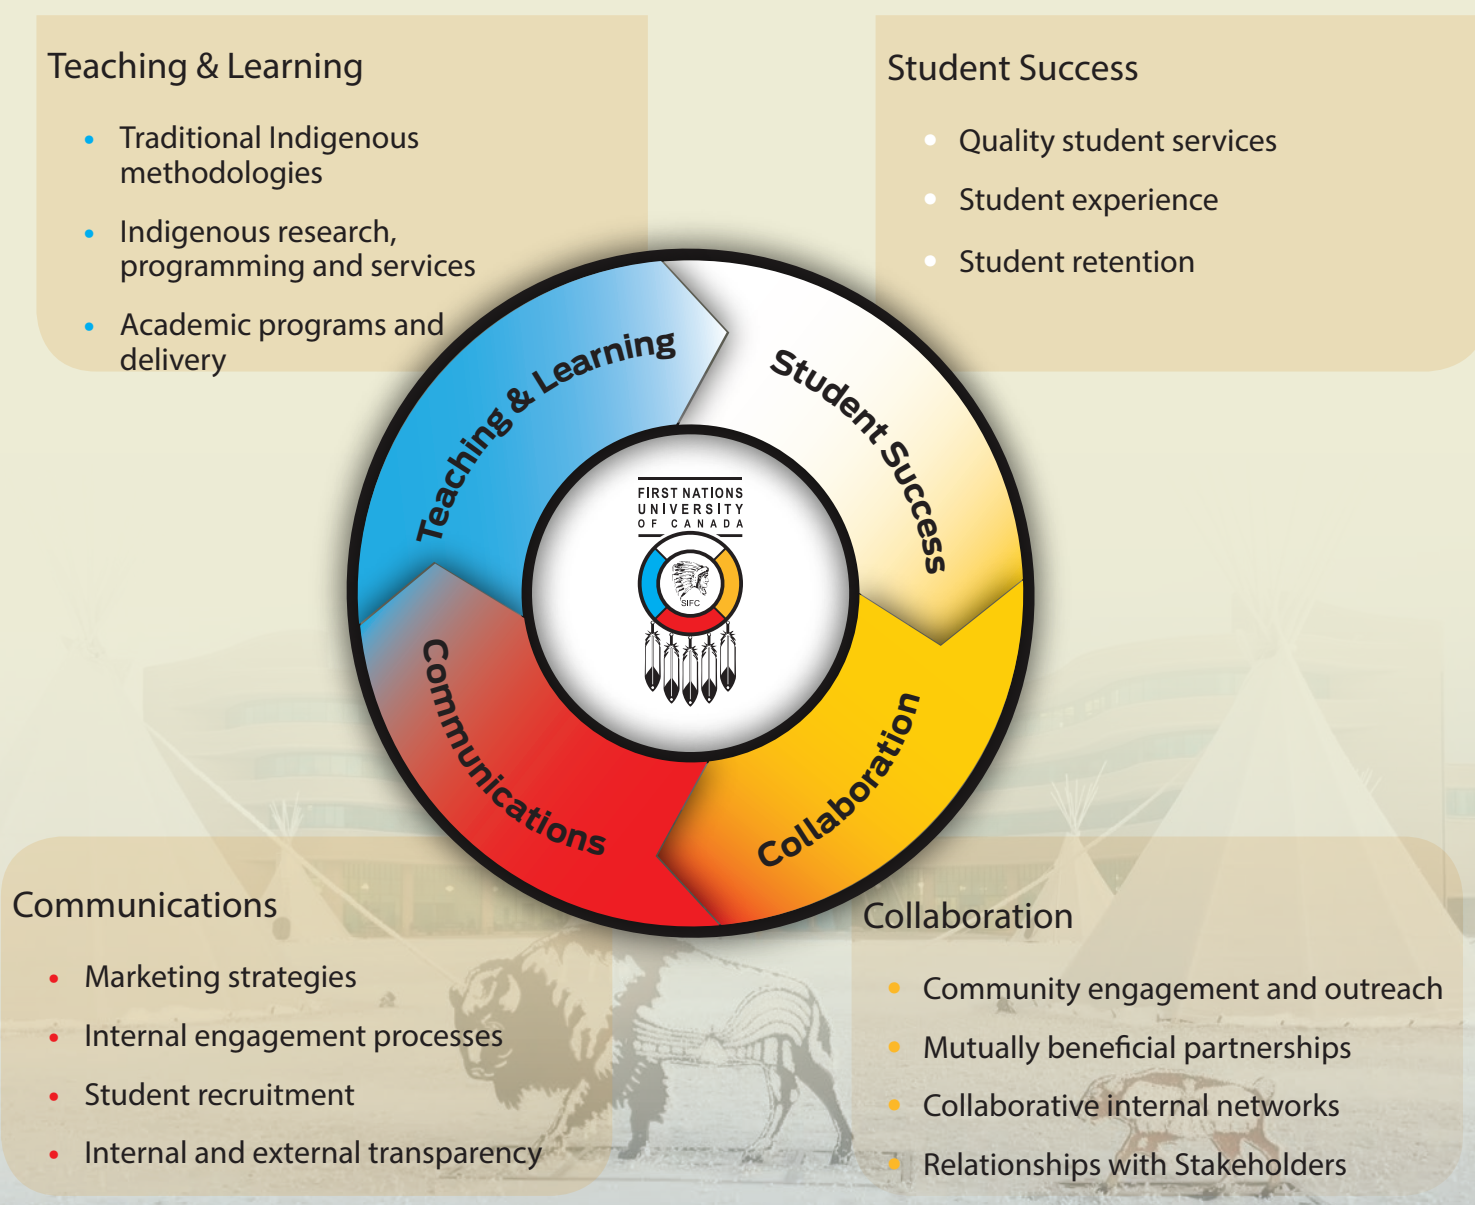 Teaching & Learning
• Traditional Indigenous
methodologies
• Indigenous research,
programming and services
• Academic programs and
delivery
Student Success
• Quality student services
• Student experience
• Student retention
Teaching & Learning
Student Success
Collaboration
Communications
FIRST NATIONS
UNIVERSITY
OF CANADA
SIFC
Communications
• Marketing strategies
• Internal engagement processes
• Student recruitment
• Internal and external transparency
Collaboration
• Community engagement and outreach
• Mutually beneficial partnerships
• Collaborative internal networks
• Relationships with Stakeholders